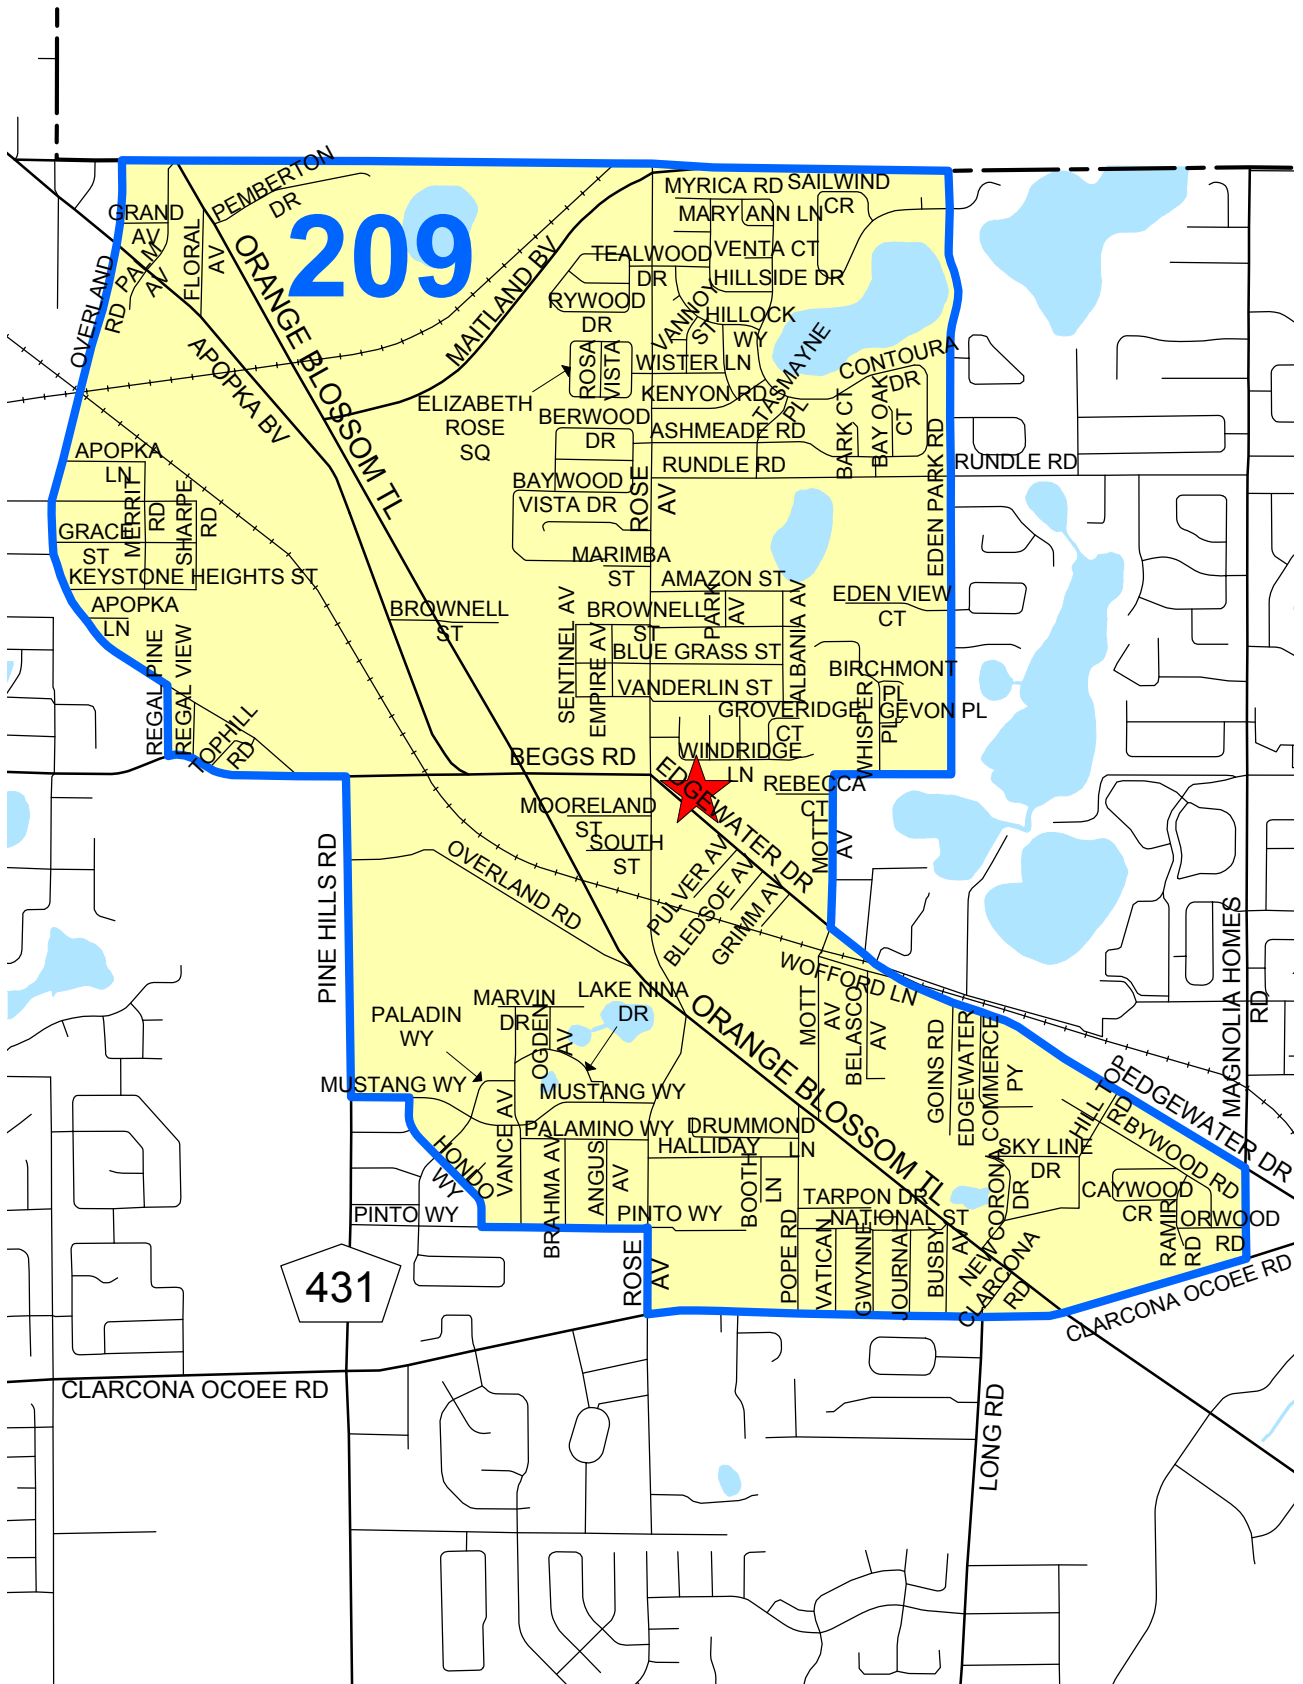 PEMBERTON
DR
MYRICA RD
SAILWIND
CR
GRAND
AV
MARY ANN LN
209
FLORAL
AV
PALM
AV
ORANGE BLOSSOM TL
MAITLAND BV
TEALWOOD
DR
VENTA CT
HILLSIDE DR
OVERLAND
RD
RYWOOD
DR
VANNOY
ST
HILLOCK
WY
APOPKA BV
ROSA
VISTA
WISTER LN
TASMAYNE
PL
CONTOURA
DR
KENYON RD
ELIZABETH
ROSE
SQ
BERWOOD
DR
ASHMEADE RD
BARK CT
BAY OAK
CT
EDEN PARK RD
APOPKA
LN
RUNDLE RD
RUNDLE RD
BAYWOOD
VISTA DR
ROSE
AV
MERRIT
RD
SHARPE
RD
GRACE
ST
MARIMBA
ST
KEYSTONE HEIGHTS ST
AMAZON ST
PARK
AV
ALBANIA AV
EDEN VIEW
CT
APOPKA
LN
BROWNELL
ST
SENTINEL AV
EMPIRE AV
BROWNELL
ST
BLUE GRASS ST
VANDERLIN ST
BIRCHMONT
PL
REGAL PINE
REGAL VIEW
TOPHILL
RD
GROVERIDGE
CT
WHISPER
PL
GEVON PL
BEGGS RD
WINDRIDGE
LN
EDGEWATER DR
REBECCA
CT
MOORELAND
ST
SOUTH
ST
MOTT
AV
PINE HILLS RD
OVERLAND RD
PULVER AV
BLEDSOE AV
GRIMM AV
WOFFORD LN
MAGNOLIA HOMES
RD
PALADIN
WY
MARVIN
DR
OGDEN
AV
LAKE NINA
DR
ORANGE BLOSSOM TL
MOTT
AV
BELASCO
AV
GOINS RD
EDGEWATER
COMMERCE
PY
MUSTANG WY
MUSTANG WY
HILL TOP
RD
EDGEWATER DR
VANCE AV
PALAMINO WY
DRUMMOND
LN
HALLIDAY
HONDO
WY
BRAHMA AV
ANGUS
AV
BOOTH
LN
SKY LINE
DR
CORONA
DR
CAYWOOD
CR
TARPON DR
PINTO WY
PINTO WY
NATIONAL ST
RAMIR
RD
ORWOOD
RD
ROSE
AV
POPE RD
VATICAN
GWYNNE
JOURNAL
BUSBY
AV
NEW
CLARCONA
RD
431
CLARCONA OCOEE RD
CLARCONA OCOEE RD
LONG RD